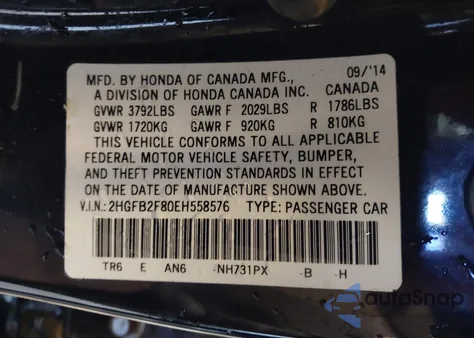 MFD. BY HONDA OF CANADA MFG., 09/'14
A DIVISION OF HONDA CANADA INC. CANADA
GVWR 3792LBS GAWR F 2029LBS R 1786LBS
GVWR 1720KG GAWR F 920KG R 810KG
THIS VEHICLE CONFORMS TO ALL APPLICABLE
FEDERAL MOTOR VEHICLE SAFETY, BUMPER,
AND THEFT PREVENTION STANDARDS IN EFFECT
ON THE DATE OF MANUFACTURE SHOWN ABOVE.
V.I.N.: 2HGFB2F80EH558576 TYPE: PASSENGER CAR
TR6 E AN6 -NH731PX -B -H
autoSnap